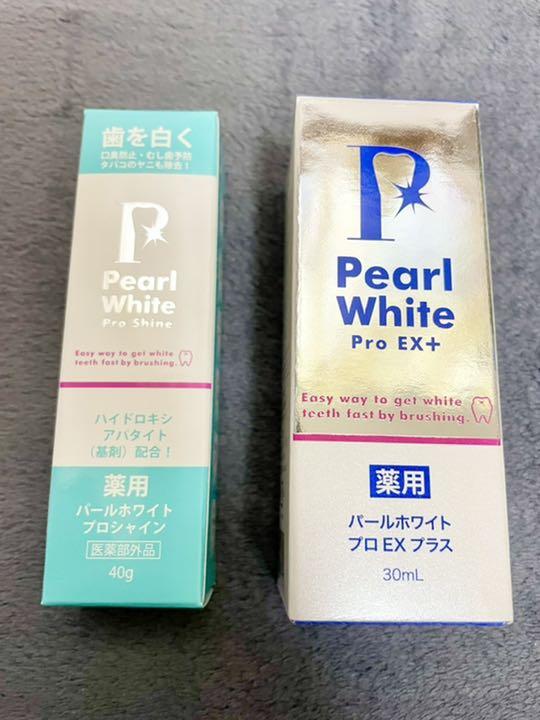 歯を白く
口臭防止・むし歯予防
タバコのヤニも除去！
P
Pearl
White
Pro Shine
Easy way to get white
teeth fast by brushing.
ハイドロキシ
アパタイト
（基剤）配合！
薬用
パールホワイト
プロシャイン
医薬部外品
40g
P
Pearl
White
Pro EX+
Easy way to get white
teeth fast by brushing.
薬用
パールホワイト
プロ EX プラス
30mL